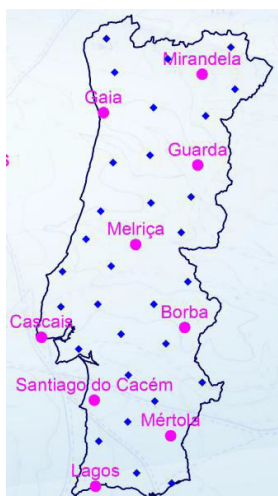 Mirandela
Gaia
Guarda
Melriça
Borba
Cascais
Santiago do Cacém
Mértola
Lagos